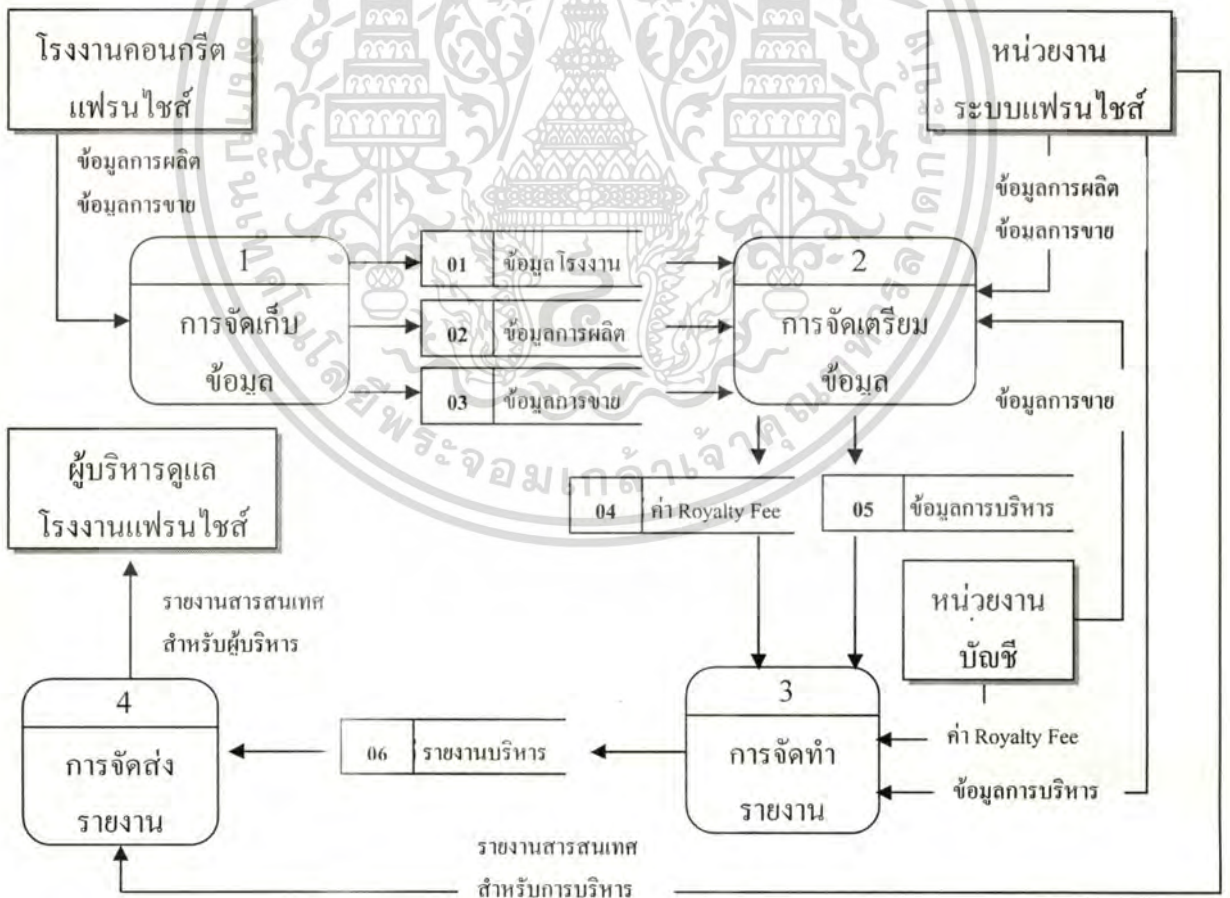 โรงงานคอนกรีต
แฟรนไชส์
หน่วยงาน
ระบบแฟรนไชส์
ข้อมูลการผลิต
ข้อมูลการขาย
ข้อมูลการผลิต
ข้อมูลการขาย
1
การจัดเก็บ
ข้อมูล
01 ข้อมูลโรงงาน
02 ข้อมูลการผลิต
03 ข้อมูลการขาย
2
การจัดเตรียม
ข้อมูล
ข้อมูลการขาย
ผู้บริหารดูแล
โรงงานแฟรนไชส์
04 ค่า Royalty Fee
05 ข้อมูลการบริหาร
หน่วยงาน
บัญชี
รายงานสารสนเทศ
สำหรับผู้บริหาร
4
การจัดส่ง
รายงาน
06 รายงานบริหาร
3
การจัดทำ
รายงาน
ค่า Royalty Fee
ข้อมูลการบริหาร
รายงานสารสนเทศ
สำหรับการบริหาร